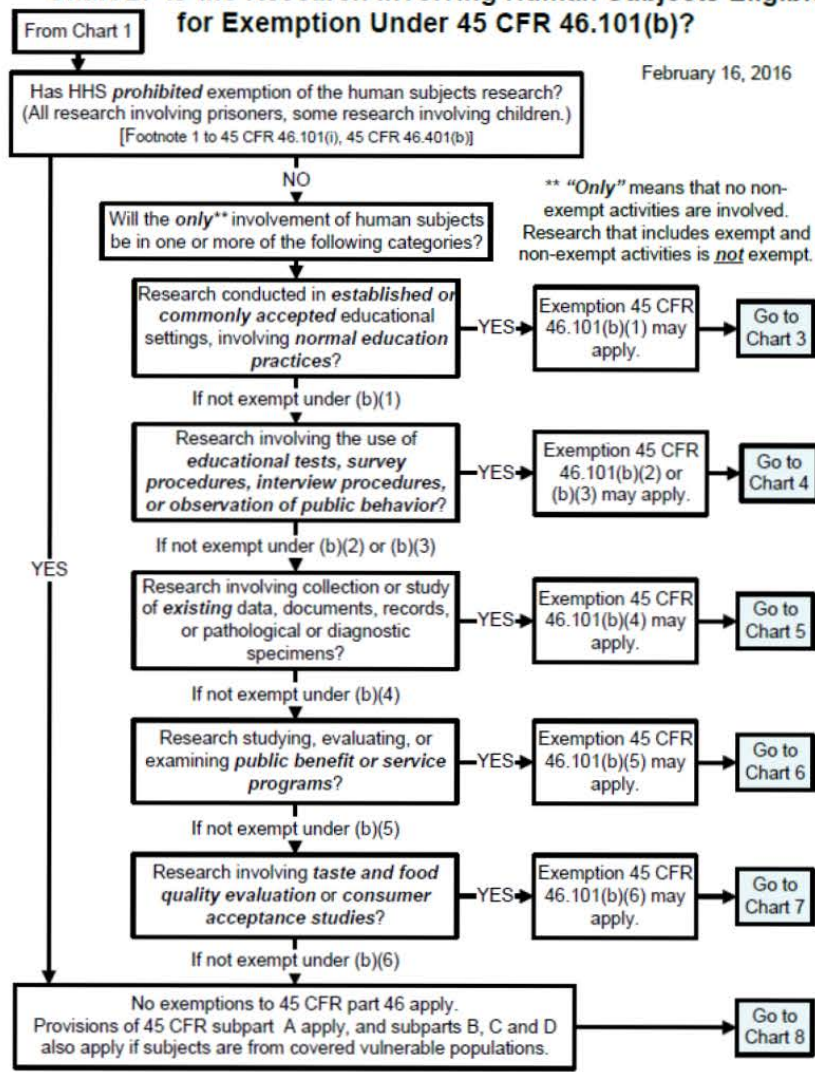 to the Research Involving Human Subjects
for Exemption Under 45 CFR 46.101(b)?
From Chart 1
February 16, 2016
Has HHS prohibited exemption of the human subjects research?
(All research involving prisoners, some research involving children.)
[Footnote 1 to 45 CFR 46.101(i), 45 CFR 46.401(b)]
NO
** "Only" means that no non-
exempt activities are involved.
Research that includes exempt and
non-exempt activities is not exempt.
Will the only** involvement of human subjects
be in one or more of the following categories?
Research conducted in established or
commonly accepted educational
settings, involving normal education
practices?
YES
Exemption 45 CFR
46.101(b)(1) may
apply.
Go to
Chart 3
If not exempt under (b)(1)
Research involving the use of
educational tests, survey
procedures, interview procedures,
or observation of public behavior?
YES
Exemption 45 CFR
46.101(b)(2) or
(b)(3) may apply.
Go to
Chart 4
If not exempt under (b)(2) or (b)(3)
YES
Research involving collection or study
of existing data, documents, records,
or pathological or diagnostic
specimens?
YES
Exemption 45 CFR
46.101(b)(4) may
apply.
Go to
Chart 5
If not exempt under (b)(4)
Research studying, evaluating, or
examining public benefit or service
programs?
YES
Exemption 45 CFR
46.101(b)(5) may
apply.
Go to
Chart 6
If not exempt under (b)(5)
Research involving taste and food
quality evaluation or consumer
acceptance studies?
YES
Exemption 45 CFR
46.101(b)(6) may
apply.
Go to
Chart 7
If not exempt under (b)(6)
No exemptions to 45 CFR part 46 apply.
Provisions of 45 CFR subpart A apply, and subparts B, C and D
also apply if subjects are from covered vulnerable populations.
Go to
Chart 8